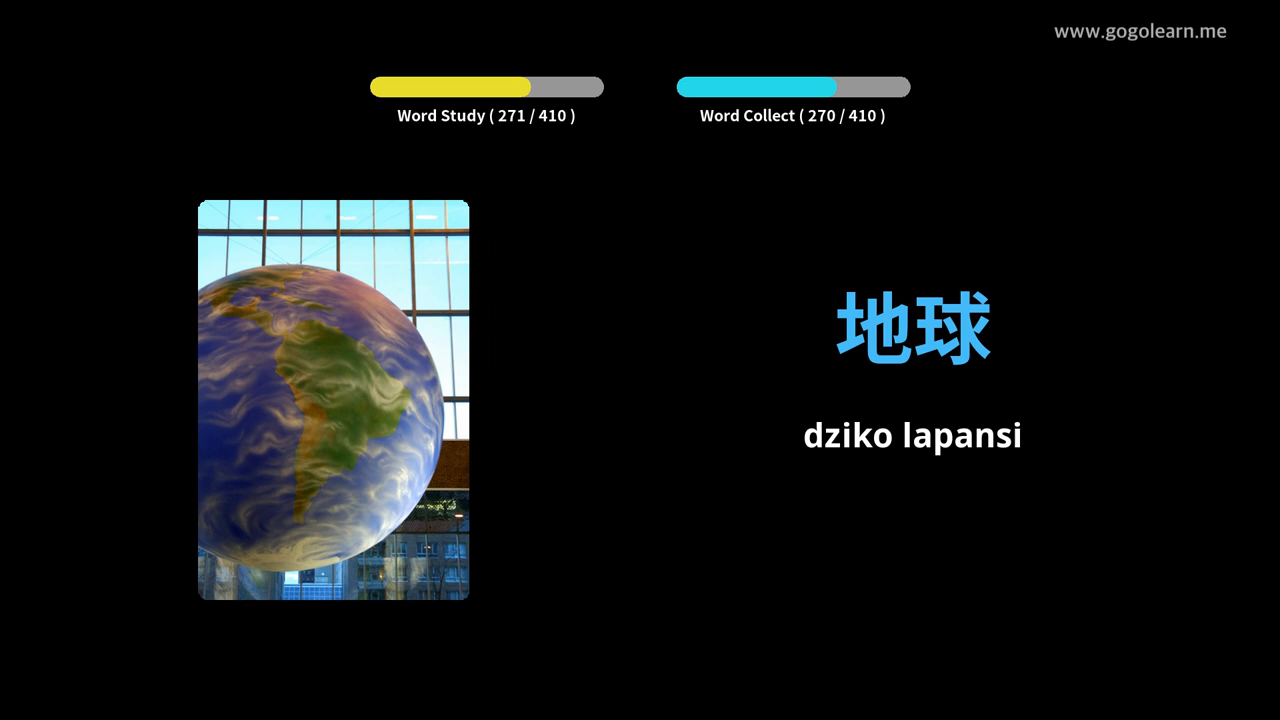 www.gogolearn.me
Word Study ( 271 / 410 )
Word Collect ( 270 / 410 )
地球
dziko lapansi